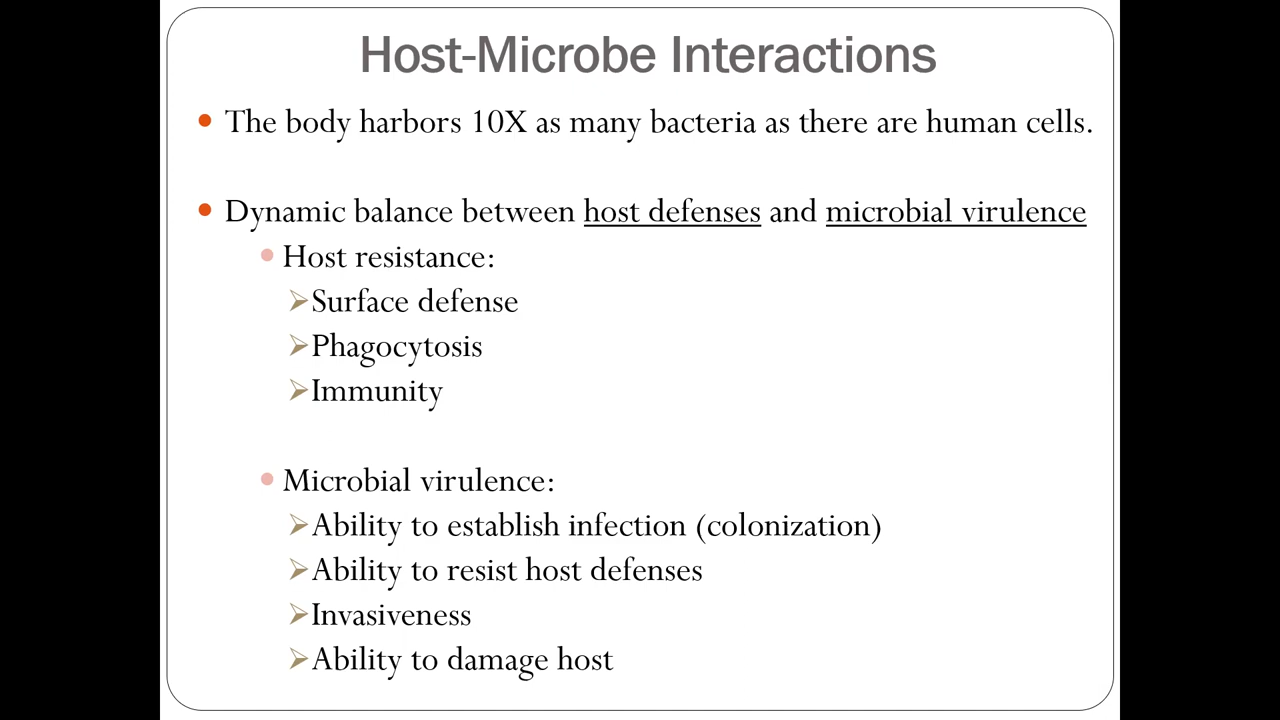 Host-Microbe Interactions
The body harbors 10X as many bacteria as there are human cells.
Dynamic balance between host defenses and microbial virulence
Host resistance:
Surface defense
Phagocytosis
Immunity
Microbial virulence:
Ability to establish infection (colonization)
Ability to resist host defenses
Invasiveness
Ability to damage host